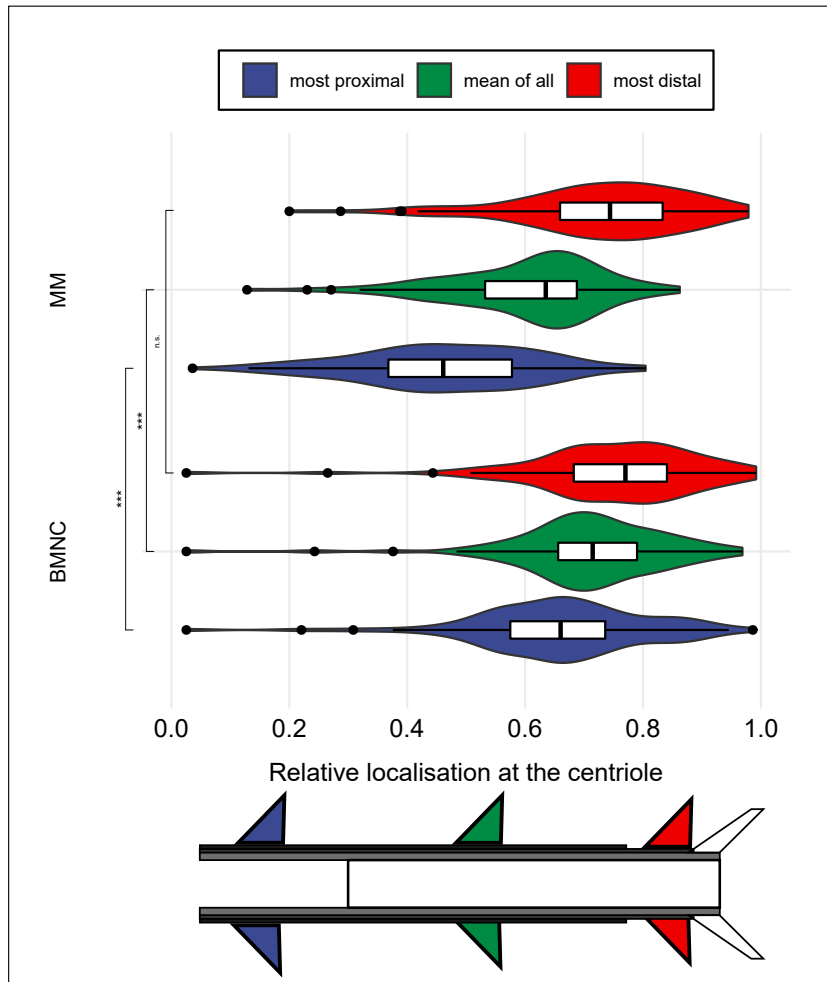 most proximal mean of all most distal
MM
n.s.
***
***
BMNC
0.0 0.2 0.4 0.6 0.8 1.0
Relative localisation at the centriole